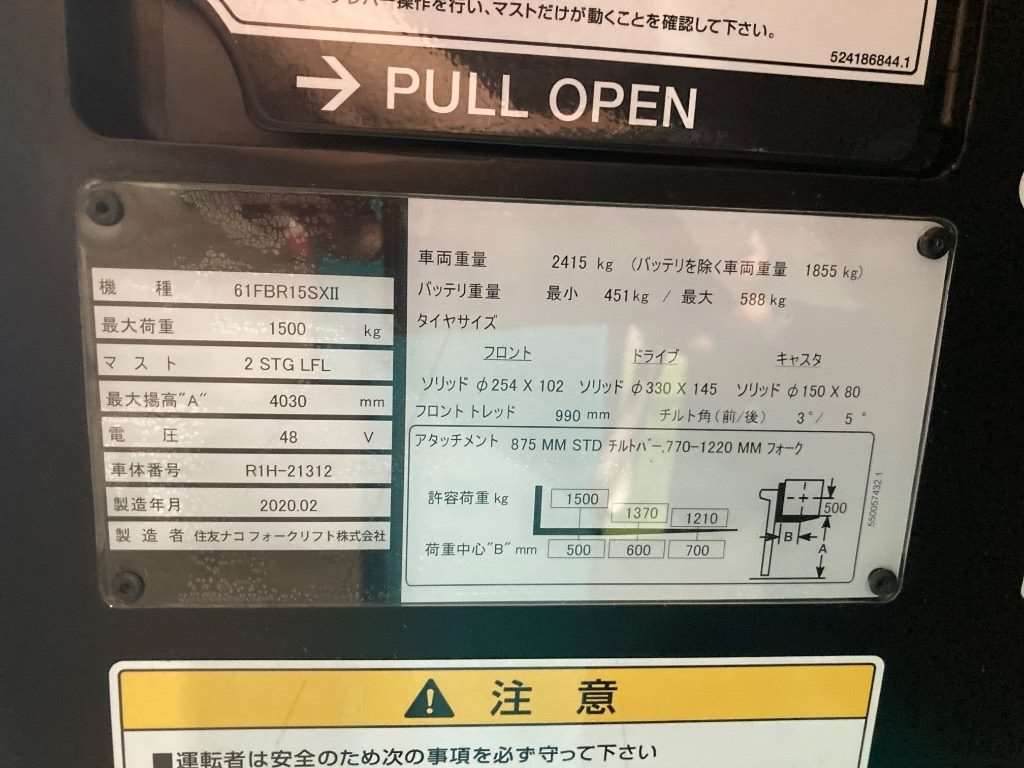 操作を行い、マストだけが動くことを確認して下さい。
524186844.1
→ PULL OPEN
機 種 61FBR15SXII
最大荷重 1500 kg
マスト 2 STG LFL
最大揚高"A" 4030 mm
電 圧 48 V
車体番号 R1H-21312
製造年月 2020.02
製造者 住友ナコ フォークリフト株式会社
車両重量 2415 kg (バッテリを除く車両重量 1855 kg)
バッテリ重量 最小 451kg / 最大 588 kg
タイヤサイズ
フロント ドライブ キャスタ
ソリッド φ254 X 102 ソリッド φ330 X 145 ソリッド φ150 X 80
フロント トレッド 990 mm チルト角(前/後) 3°/ 5°
アタッチメント 875 MM STD チルトバー,770-1220 MM フォーク
許容荷重 kg 1500 1370 1210
荷重中心"B" mm 500 600 700
500
B
A
550057432.1
注意
■運転者は安全のため次の事項を必ず守って下さい